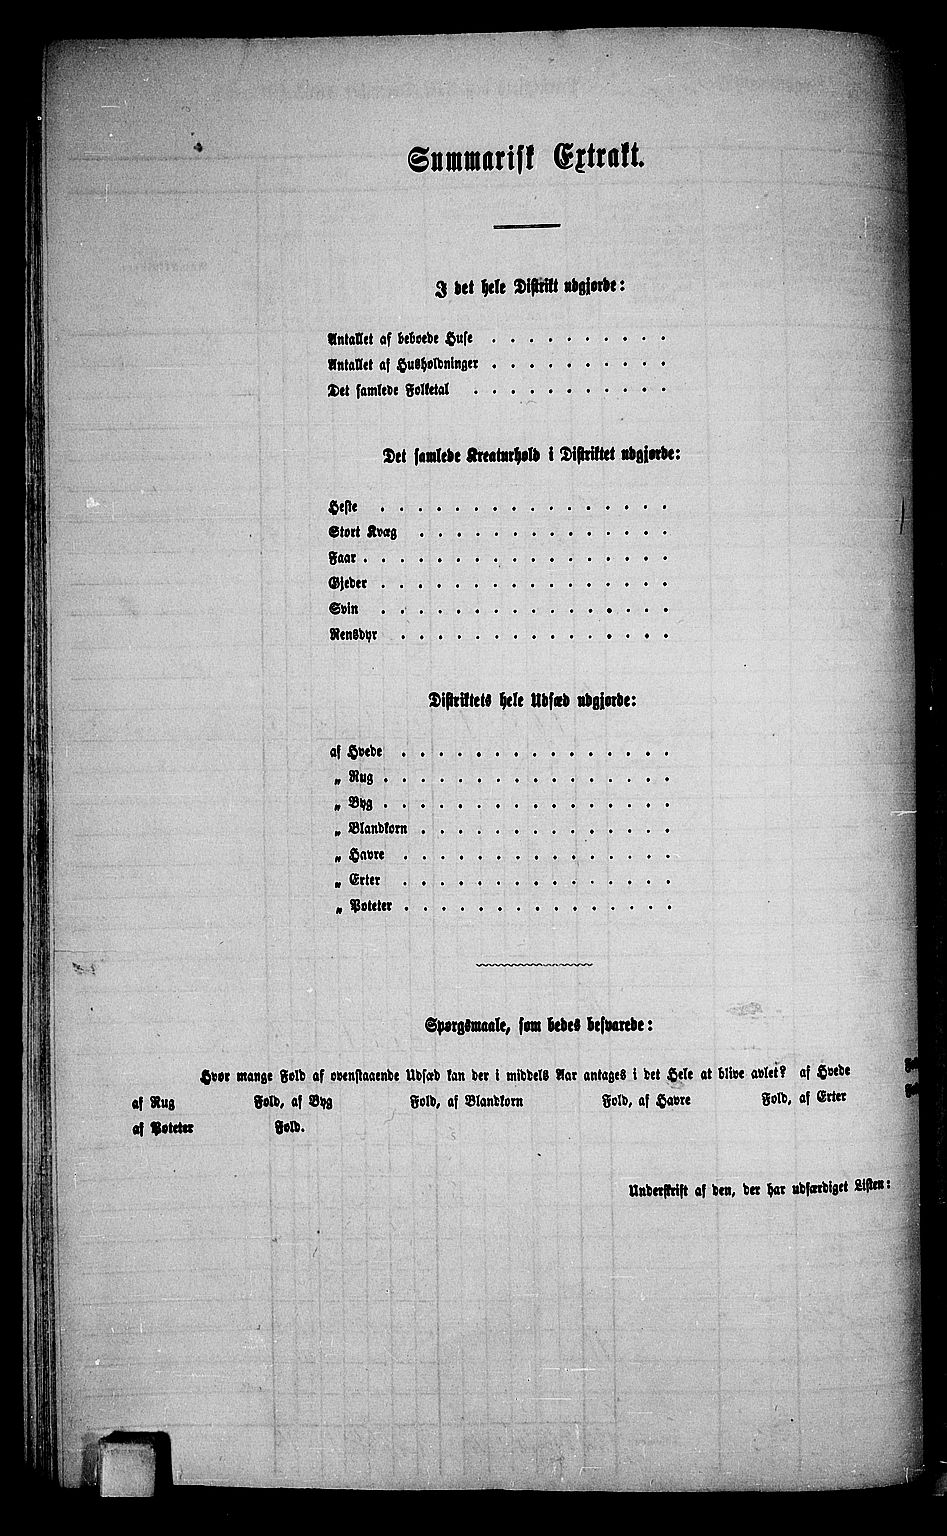 Summarisk Extrakt.
I det hele Distrikt udgjorde:
Antallet af beboede Huse . . . . . . . . . .
Antallet af Husholdninger . . . . . . . . . .
Det samlede Folketal . . . . . . . . . . .
Det samlede Kreaturhold i Distriktet udgjorde:
Heste . . . . . . . . . . . . . . . .
Stort Kvæg . . . . . . . . . . . . . .
Faar . . . . . . . . . . . . . . . . .
Gjeder . . . . . . . . . . . . . . . .
Svin . . . . . . . . . . . . . . . .
Rensdyr . . . . . . . . . . . . . . .
Distriktets hele Udsæd udgjorde:
af Hvede . . . . . . . . . . . . . . .
„ Rug . . . . . . . . . . . . . . . .
„ Byg . . . . . . . . . . . . . . . .
„ Blandkorn . . . . . . . . . . . . . .
„ Havre . . . . . . . . . . . . . . .
„ Erter . . . . . . . . . . . . . . .
„ Poteter . . . . . . . . . . . . . . .
Spørgsmaale, som bedes besvarede:
Hvor mange Fold af ovenstaaende Udsæd kan der i middels Aar antages i det Hele at blive avlet? af Hvede
af Rug Fold, af Byg Fold, af Blandkorn Fold, af Havre Fold, af Erter
af Poteter Fold.
Underskrift af den, der har udfærdiget Listen: